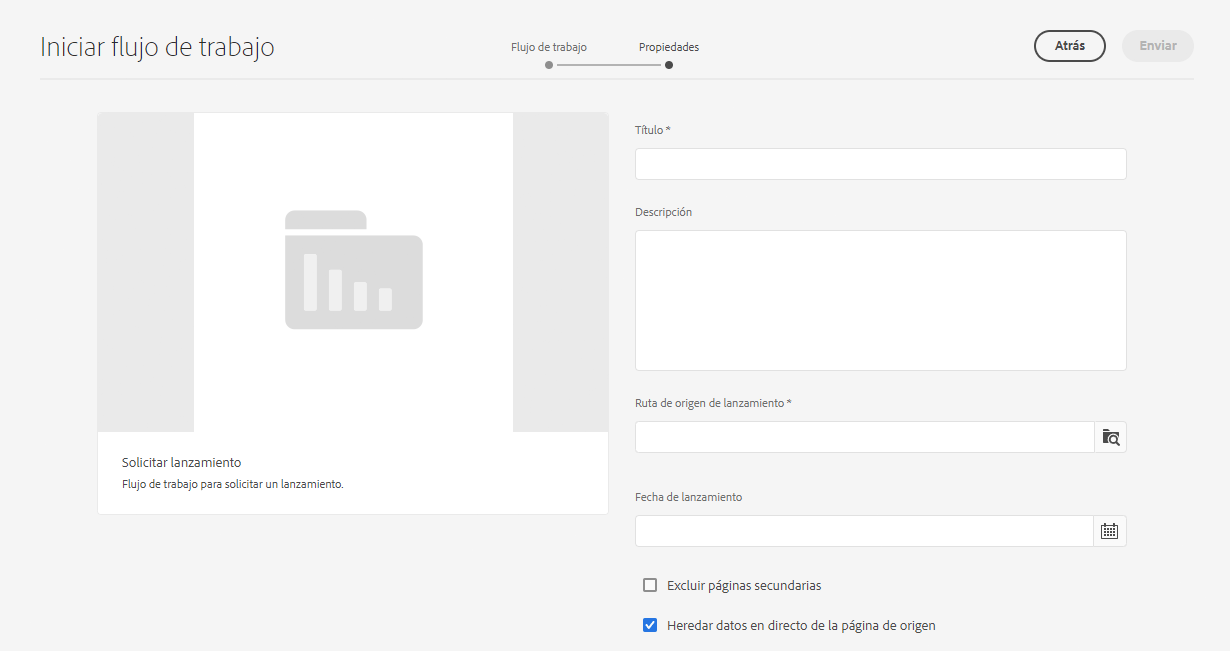 Iniciar flujo de trabajo
Flujo de trabajo
Propiedades
Atrás
Enviar
Título *
Descripción
Ruta de origen de lanzamiento *
Solicitar lanzamiento
Flujo de trabajo para solicitar un lanzamiento.
Fecha de lanzamiento
Excluir páginas secundarias
Heredar datos en directo de la página de origen